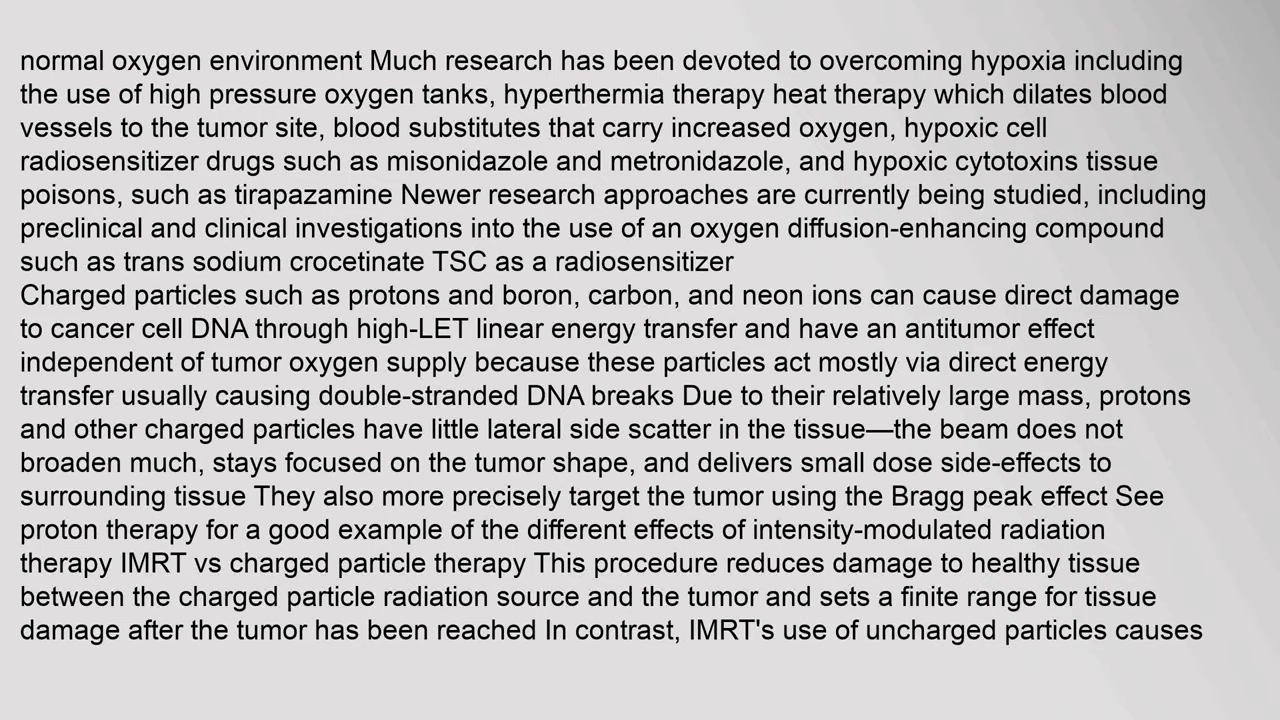 normal oxygen environment Much research has been devoted to overcoming hypoxia including
the use of high pressure oxygen tanks, hyperthermia therapy heat therapy which dilates blood
vessels to the tumor site, blood substitutes that carry increased oxygen, hypoxic cell
radiosensitizer drugs such as misonidazole and metronidazole, and hypoxic cytotoxins tissue
poisons, such as tirapazamine Newer research approaches are currently being studied, including
preclinical and clinical investigations into the use of an oxygen diffusion-enhancing compound
such as trans sodium crocetinate TSC as a radiosensitizer
Charged particles such as protons and boron, carbon, and neon ions can cause direct damage
to cancer cell DNA through high-LET linear energy transfer and have an antitumor effect
independent of tumor oxygen supply because these particles act mostly via direct energy
transfer usually causing double-stranded DNA breaks Due to their relatively large mass, protons
and other charged particles have little lateral side scatter in the tissue—the beam does not
broaden much, stays focused on the tumor shape, and delivers small dose side-effects to
surrounding tissue They also more precisely target the tumor using the Bragg peak effect See
proton therapy for a good example of the different effects of intensity-modulated radiation
therapy IMRT vs charged particle therapy This procedure reduces damage to healthy tissue
between the charged particle radiation source and the tumor and sets a finite range for tissue
damage after the tumor has been reached In contrast, IMRT's use of uncharged particles causes